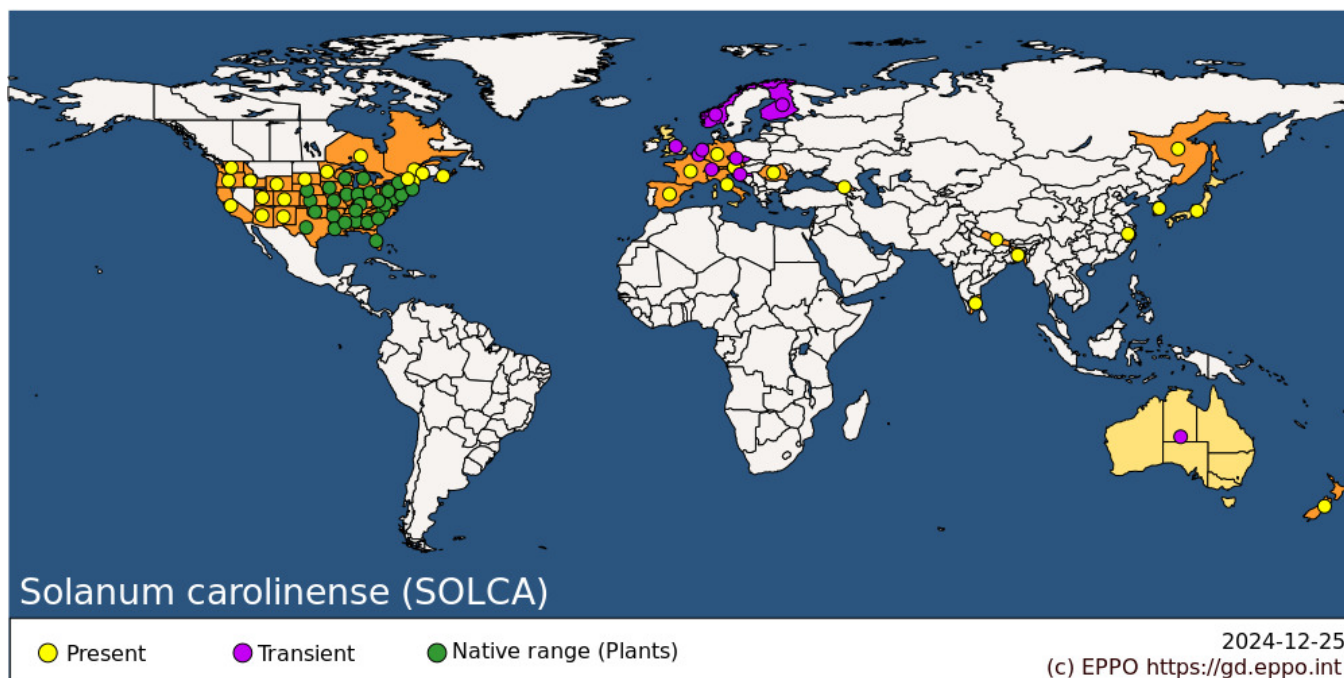 Solanum carolinense (SOLCA)
Present
Transient
Native range (Plants)
2024-12-25
(c) EPPO https://gd.eppo.int